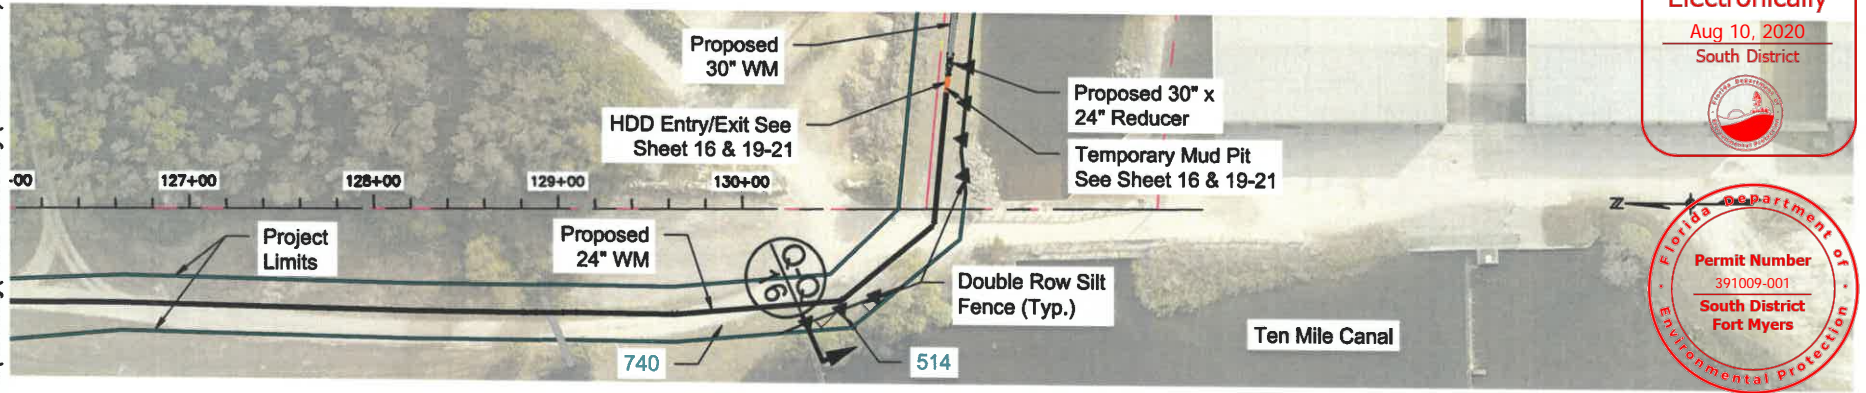 Electronically
Aug 10, 2020
South District
Proposed
30" WM
HDD Entry/Exit See
Sheet 16 & 19-21
Proposed 30" x
24" Reducer
Temporary Mud Pit
See Sheet 16 & 19-21
-00
127+00
128+00
129+00
130+00
Project
Limits
Proposed
24" WM
Q-Q
16
Double Row Silt
Fence (Typ.)
740
514
Ten Mile Canal
N
Florida Department of Environmental Protection
Permit Number
391009-001
South District
Fort Myers